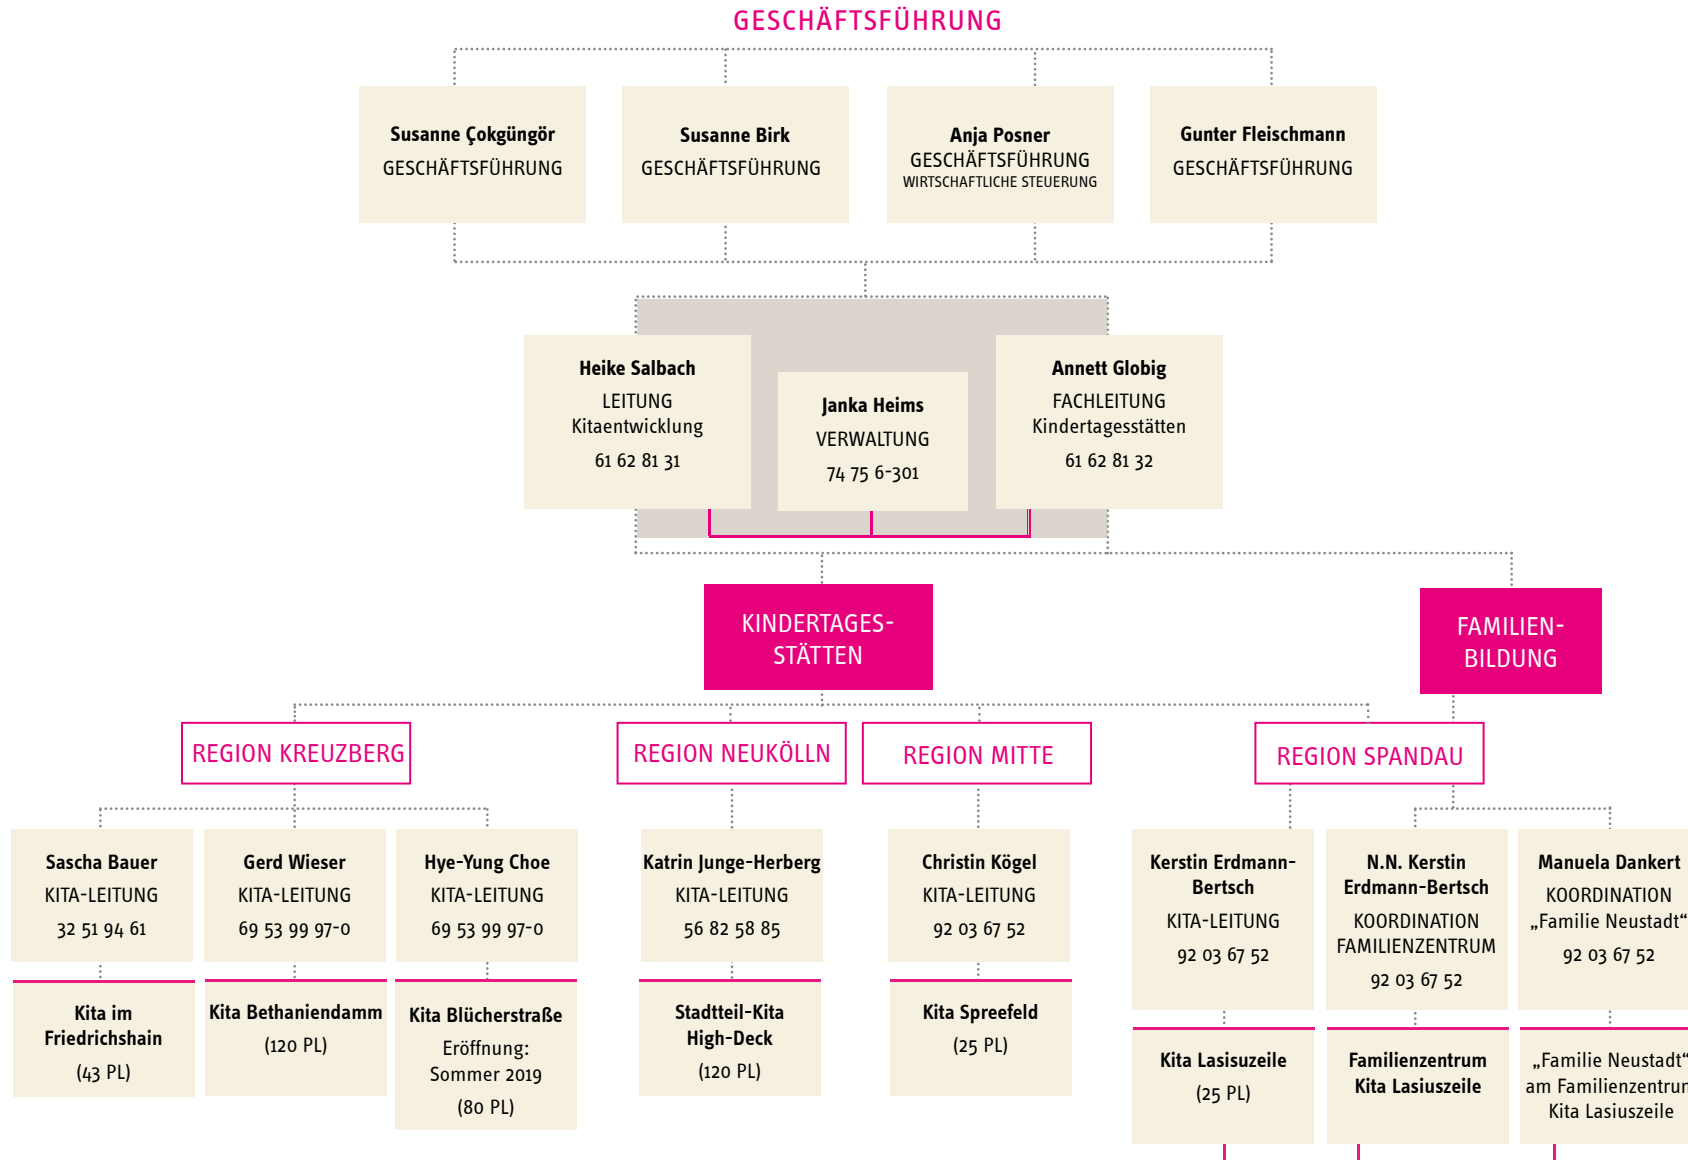 GESCHÄFTSFÜHRUNG
Susanne Çokgüngör
GESCHÄFTSFÜHRUNG
Susanne Birk
GESCHÄFTSFÜHRUNG
Anja Posner
GESCHÄFTSFÜHRUNG
WIRTSCHAFTLICHE STEUERUNG
Gunter Fleischmann
GESCHÄFTSFÜHRUNG
Heike Salbach
LEITUNG
Kitaentwicklung
61 62 81 31
Janka Heims
VERWALTUNG
74 75 6-301
Annett Globig
FACHLEITUNG
Kindertagesstätten
61 62 81 32
KINDERTAGES-
STÄTTEN
FAMILIEN-
BILDUNG
REGION KREUZBERG
REGION NEUKÖLLN
REGION MITTE
REGION SPANDAU
Sascha Bauer
KITA-LEITUNG
32 51 94 61
Gerd Wieser
KITA-LEITUNG
69 53 99 97-0
Hye-Yung Choe
KITA-LEITUNG
69 53 99 97-0
Katrin Junge-Herberg
KITA-LEITUNG
56 82 58 85
Christin Kögel
KITA-LEITUNG
92 03 67 52
Kerstin Erdmann-
Bertsch
KITA-LEITUNG
92 03 67 52
N.N. Kerstin
Erdmann-Bertsch
KOORDINATION
FAMILIENZENTRUM
92 03 67 52
Manuela Dankert
KOORDINATION
„Familie Neustadt“
92 03 67 52
Kita im
Friedrichshain
(43 PL)
Kita Bethaniendamm
(120 PL)
Kita Blücherstraße
Eröffnung:
Sommer 2019
(80 PL)
Stadtteil-Kita
High-Deck
(120 PL)
Kita Spreefeld
(25 PL)
Kita Lasisuzeile
(25 PL)
Familienzentrum
Kita Lasiuszeile
„Familie Neustadt“
am Familienzentrum
Kita Lasiuszeile